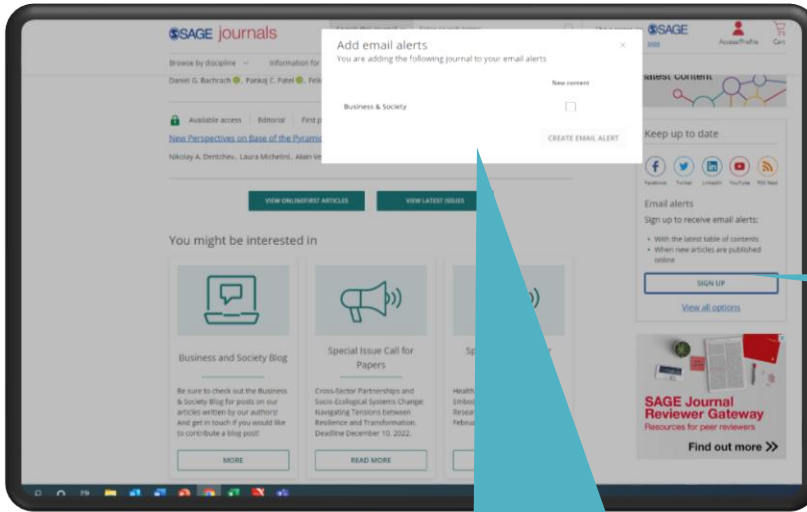 SAGE journals
SAGE
Access/Profile Cart
Browse by discipline Information for
Daniel G. Bachrach , Pankaj C. Patel
Available access Editorial
New Perspectives on Base of the Pyramid
Nikolay A. Dentchev, Laura Michelini, Alain
VIEW ONLINEFIRST ARTICLES VIEW LATEST ISSUES
You might be interested in
Business and Society Blog
Be sure to check out the Business
& Society Blog for posts on our
articles written by our authors!
And get in touch if you would like
to contribute a blog post!
MORE
Special Issue Call for
Papers
Cross-Sector Partnerships and
Socio-Ecological Systems Change:
Navigating Tensions between
Resilience and Transformation.
Deadline December 10, 2022.
READ MORE
Add email alerts
You are adding the following journal to your email alerts
New content
Business & Society
CREATE EMAIL ALERT
latest content
Keep up to date
Facebook Twitter LinkedIn YouTube RSS feed
Email alerts
Sign up to receive email alerts:
• With the latest table of contents
• When new articles are published
online
SIGN UP
View all options
SAGE Journal
Reviewer Gateway
Resources for peer reviewers
Find out more